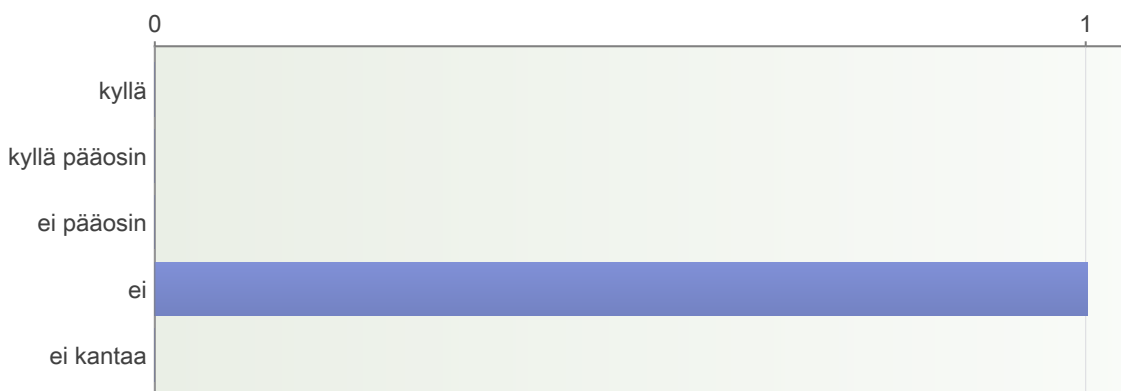 0 1
kyllä
kyllä pääosin
ei pääosin
ei
ei kantaa